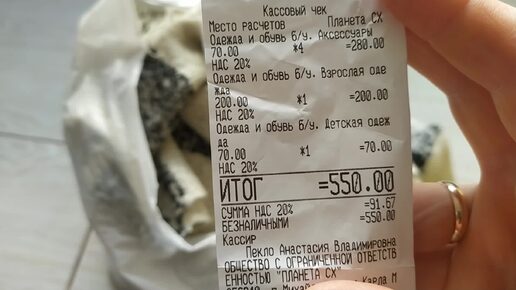 Кассовый чек
Место расчетов Планета СХ
Одежда и обувь б/у. Аксессуары
70.00 *4 =280.00
НДС 20%
Одежда и обувь б/у. Взрослая оде
жда
200.00 *1 =200.00
НДС 20%
Одежда и обувь б/у. Детская одеж
да
70.00 *1 =70.00
НДС 20%
ИТОГ =550.00
СУММА НДС 20% =91.67
БЕЗНАЛИЧНЫМИ =550.00
Кассир
Пекло Анастасия Владимировна
ОБЩЕСТВО С ОГРАНИЧЕННОЙ ОТВЕТСТВ
ЕННОСТЬЮ "ПЛАНЕТА СХ"
Карла М